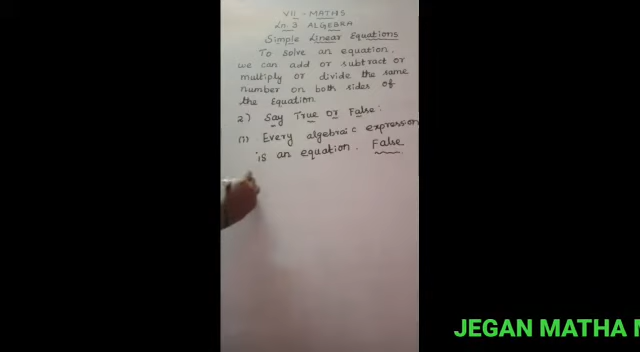 VII - MATHS
Ln.3 ALGEBRA
Simple Linear Equations
To solve an equation,
we can add or subtract or
multiply or divide the same
number on both sides of
the Equation
2) Say True or False:
(i) Every algebraic expression
is an equation. False
JEGAN MATHA